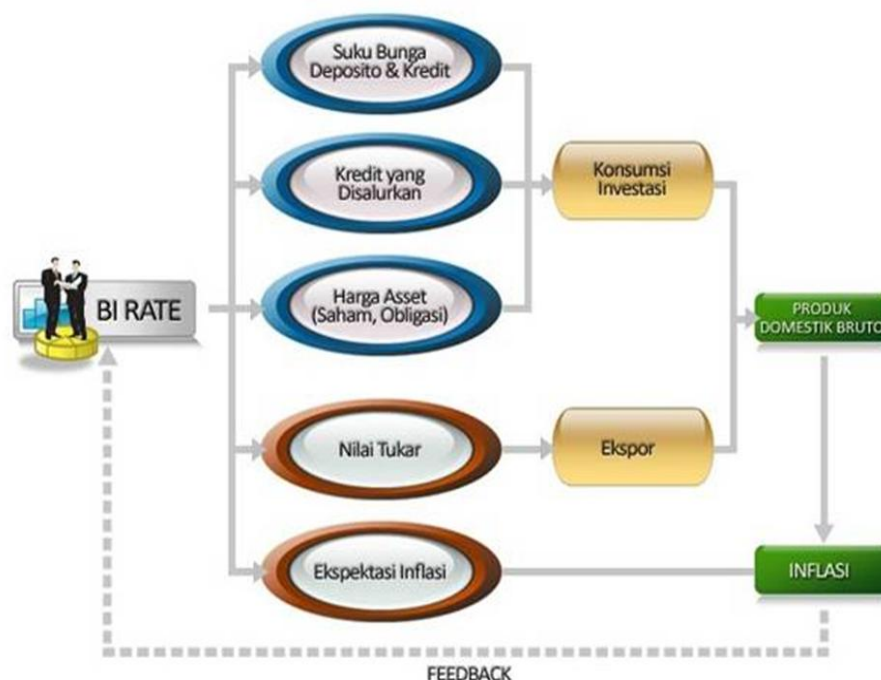 Suku Bunga
Deposito & Kredit
Kredit yang
Disalurkan
Konsumsi
Investasi
BI RATE
Harga Asset
(Saham, Obligasi)
PRODUK
DOMESTIK BRUTO
Nilai Tukar
Ekspor
Ekspektasi Inflasi
INFLASI
FEEDBACK